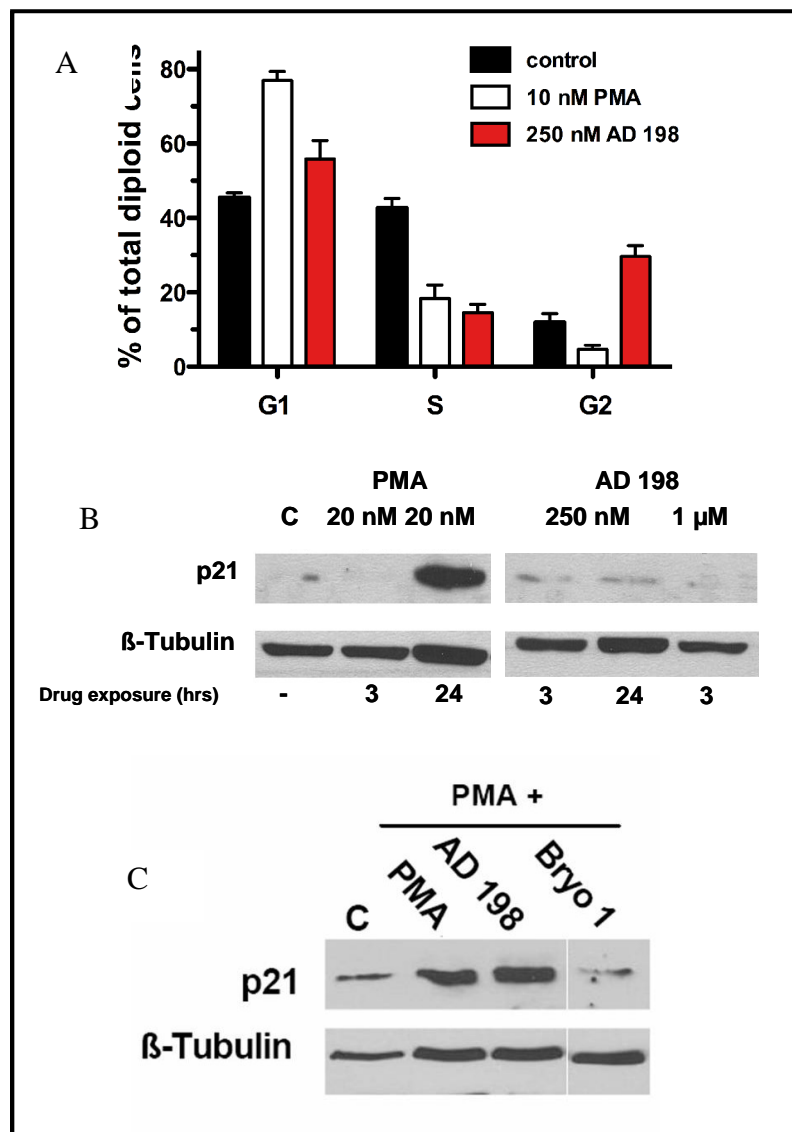 A
% of total diploid cells
80
60
40
20
0
control
10 nM PMA
250 nM AD 198
G1 S G2
B
PMA AD 198
C 20 nM 20 nM 250 nM 1 µM
p21
ß-Tubulin
Drug exposure (hrs) - 3 24 3 24 3
C
PMA +
C PMA AD 198 Bryo 1
p21
ß-Tubulin